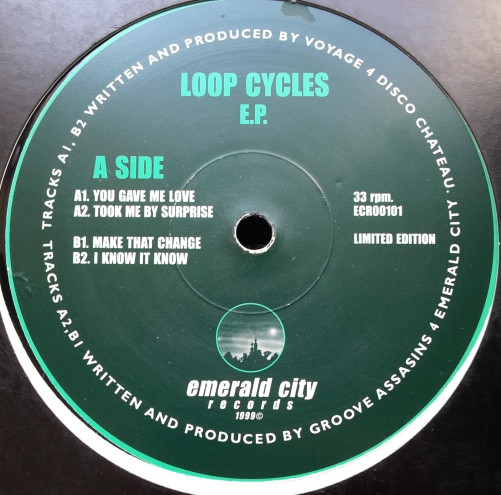 TRACKS A1, B2 WRITTEN AND PRODUCED BY VOYAGE 4 DISCO CHATEAU.
LOOP CYCLES
E.P.
A SIDE
A1. YOU GAVE ME LOVE
A2. TOOK ME BY SURPRISE
B1. MAKE THAT CHANGE
B2. I KNOW IT KNOW
33 rpm.
ECR00101
LIMITED EDITION
emerald city
records
1999©
TRACKS A2.B1 WRITTEN AND PRODUCED BY GROOVE ASSASINS 4 EMERALD CITY.